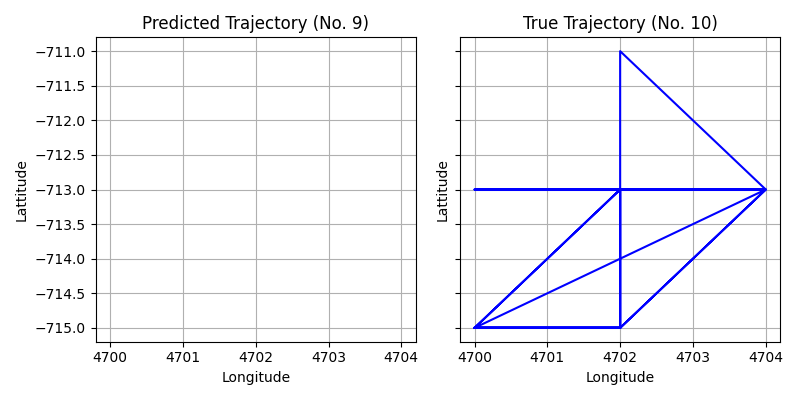 Predicted Trajectory (No. 9)
−711.0
−711.5
−712.0
−712.5
−713.0
−713.5
−714.0
−714.5
−715.0
Lattitude
4700 4701 4702 4703 4704
Longitude
True Trajectory (No. 10)
Lattitude
4700 4701 4702 4703 4704
Longitude